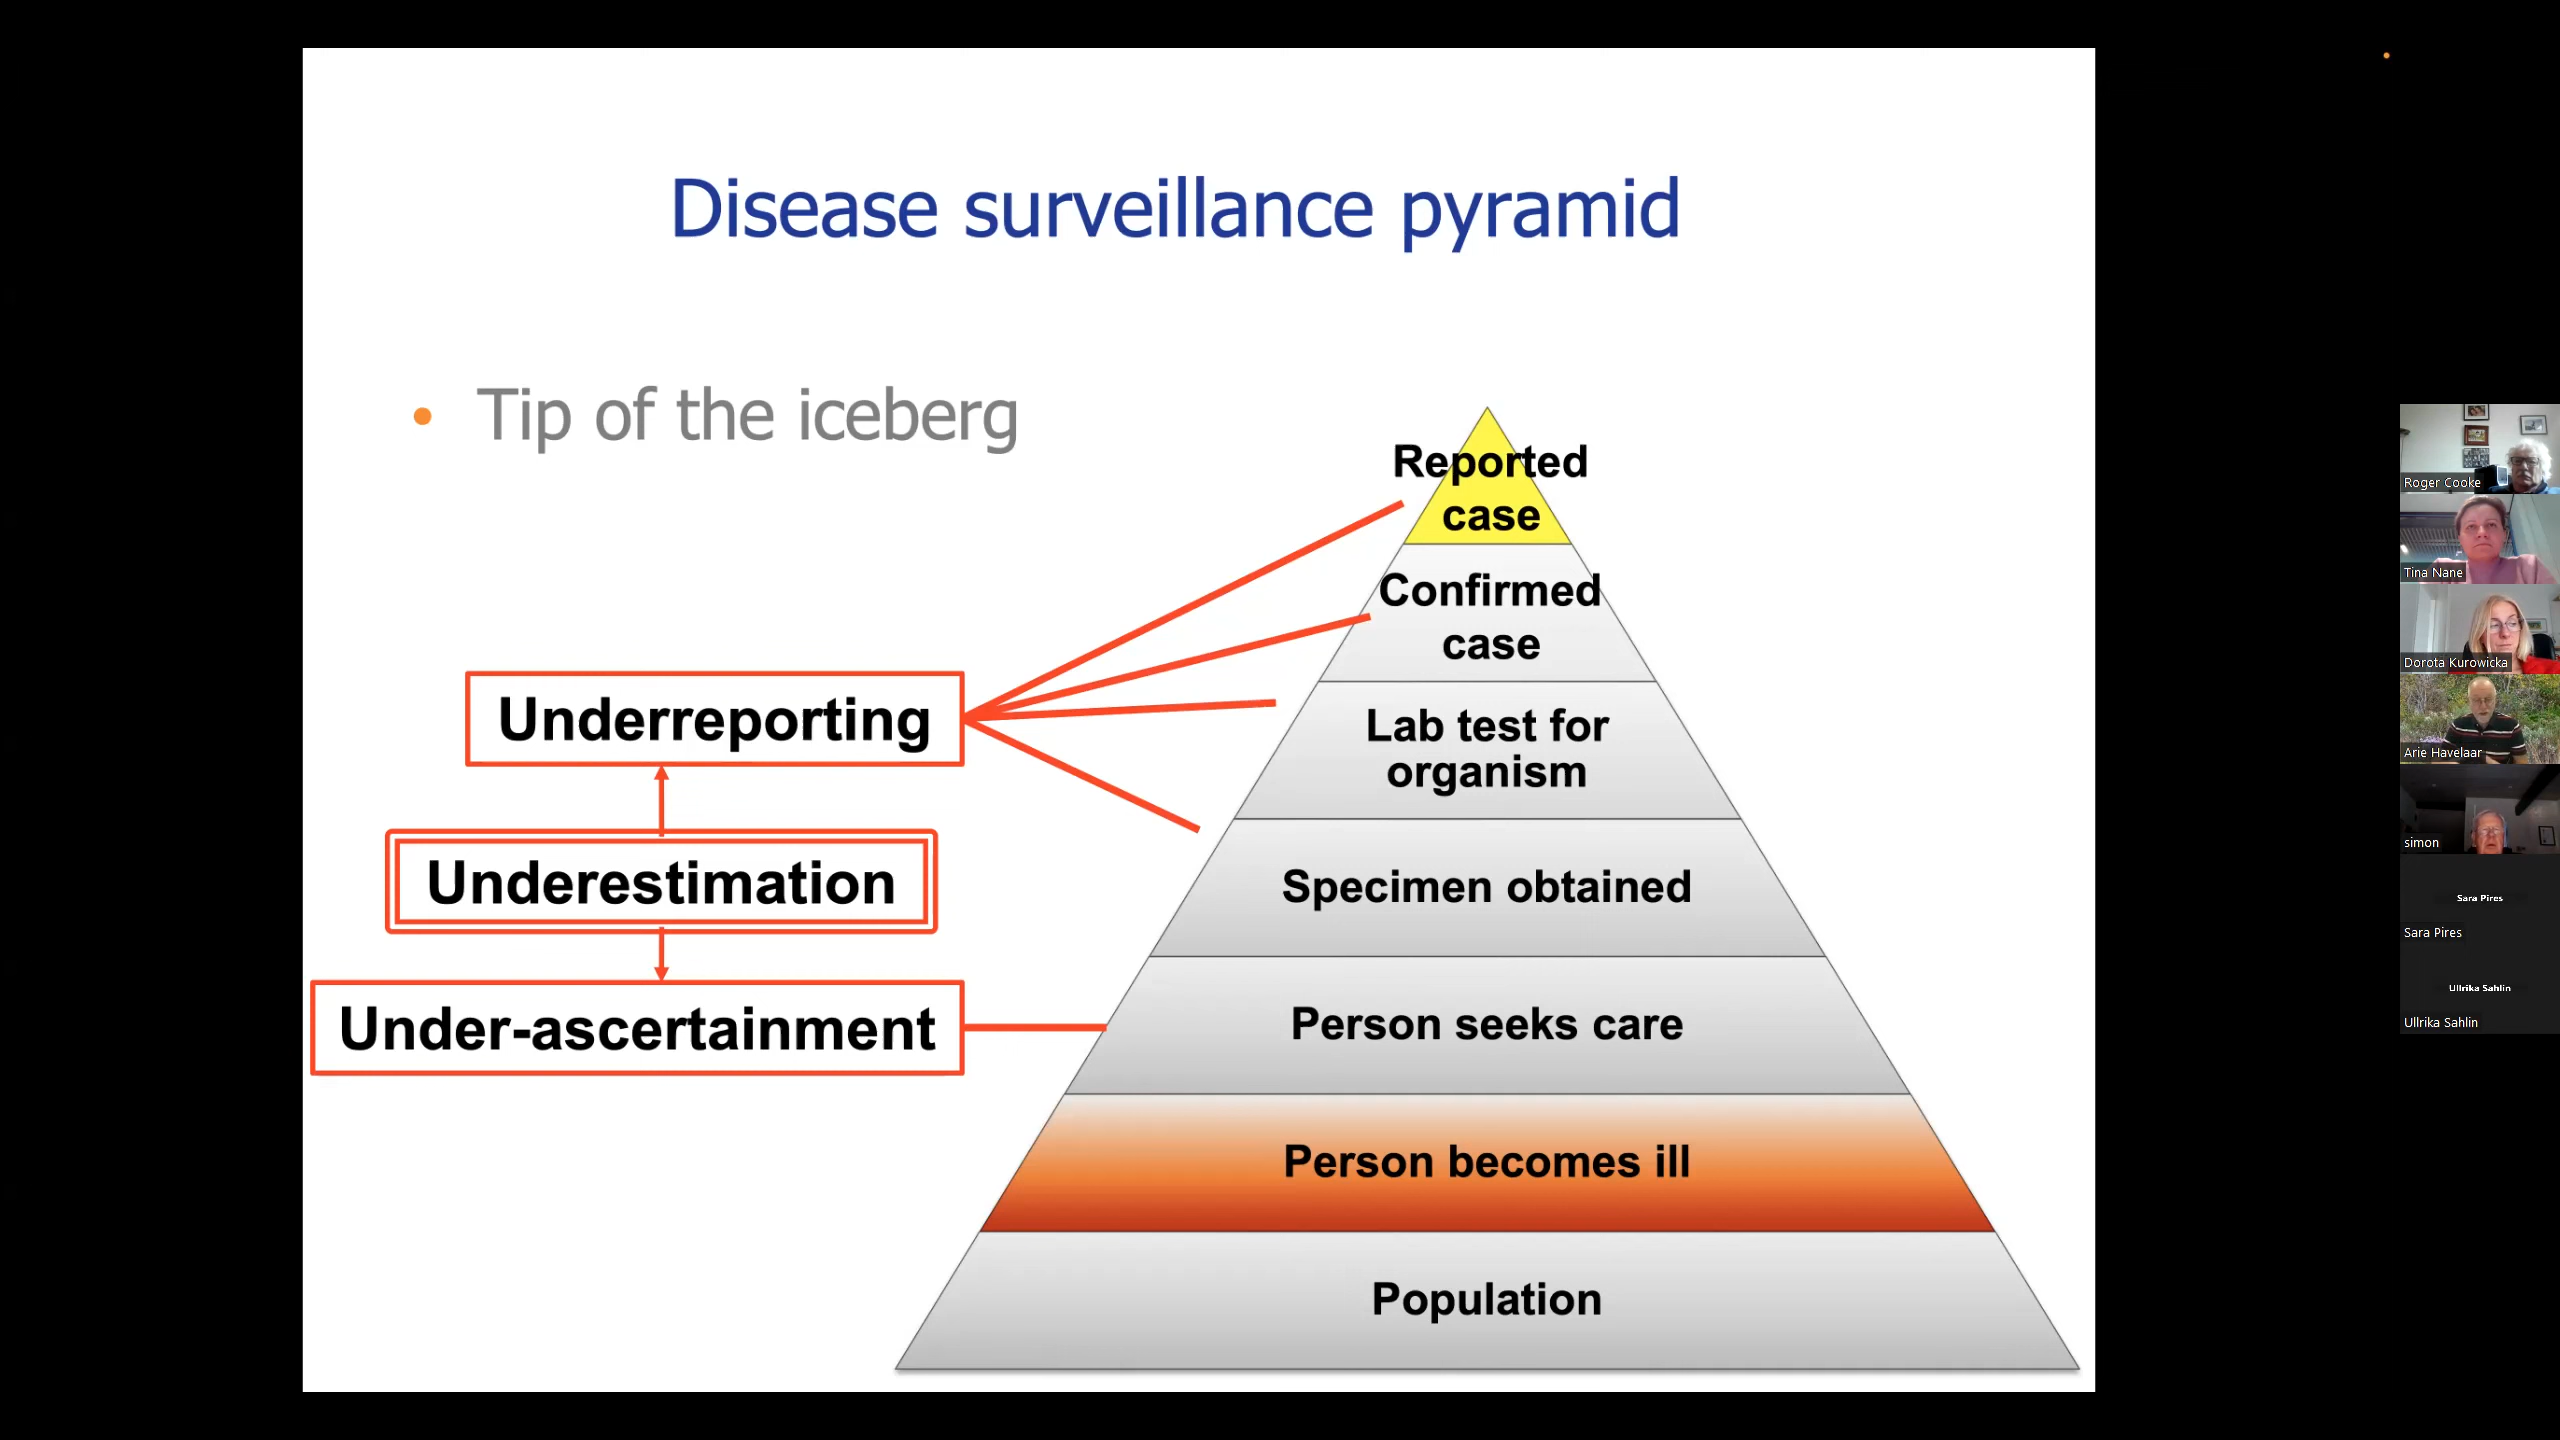 Disease surveillance pyramid
• Tip of the iceberg
Reported
case
Confirmed
case
Lab test for
organism
Specimen obtained
Person seeks care
Person becomes ill
Population
Underreporting
Underestimation
Under-ascertainment
Roger Cooke
Tina Nane
Dorota Kurowicka
Arie Havelaar
simon
Sara Pires
Sara Pires
Ullrika Sahlin
Ullrika Sahlin